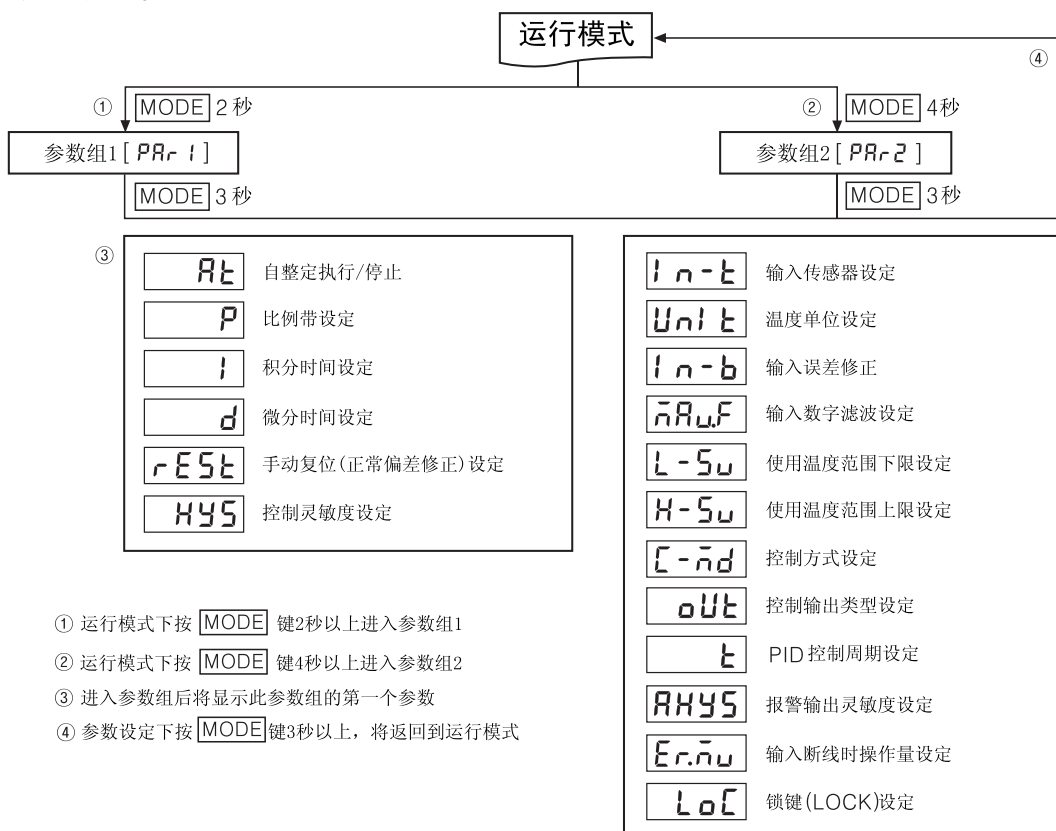 运行模式
④
① MODE 2秒
② MODE 4秒
参数组1[PAr1]
参数组2[PAr2]
MODE 3秒
MODE 3秒
③
At 自整定执行/停止
P 比例带设定
I 积分时间设定
d 微分时间设定
rESt 手动复位(正常偏差修正)设定
HYS 控制灵敏度设定
① 运行模式下按 MODE 键2秒以上进入参数组1
② 运行模式下按 MODE 键4秒以上进入参数组2
③ 进入参数组后将显示此参数组的第一个参数
④ 参数设定下按 MODE 键3秒以上，将返回到运行模式
In-t 输入传感器设定
UnIt 温度单位设定
In-b 输入误差修正
mAu.F 输入数字滤波设定
L-Su 使用温度范围下限设定
H-Su 使用温度范围上限设定
C-md 控制方式设定
oUt 控制输出类型设定
t PID控制周期设定
AHYS 报警输出灵敏度设定
Er.mu 输入断线时操作量设定
LoC 锁键(LOCK)设定